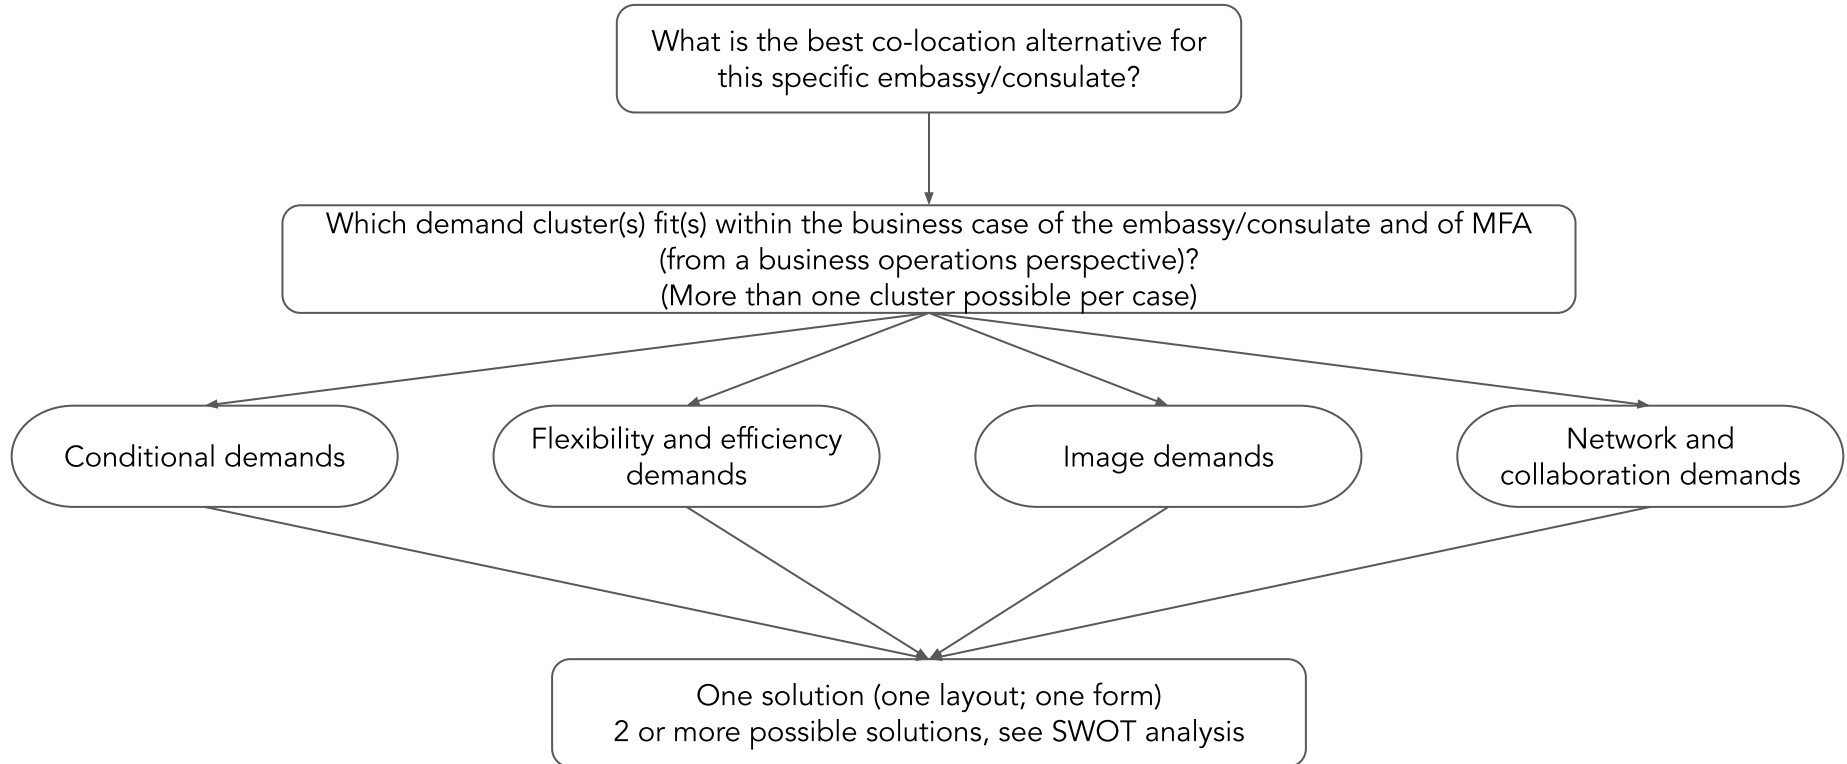 What is the best co-location alternative for
this specific embassy/consulate?
Which demand cluster(s) fit(s) within the business case of the embassy/consulate and of MFA
(from a business operations perspective)?
(More than one cluster possible per case)
Conditional demands
Flexibility and efficiency
demands
Image demands
Network and
collaboration demands
One solution (one layout; one form)
2 or more possible solutions, see SWOT analysis